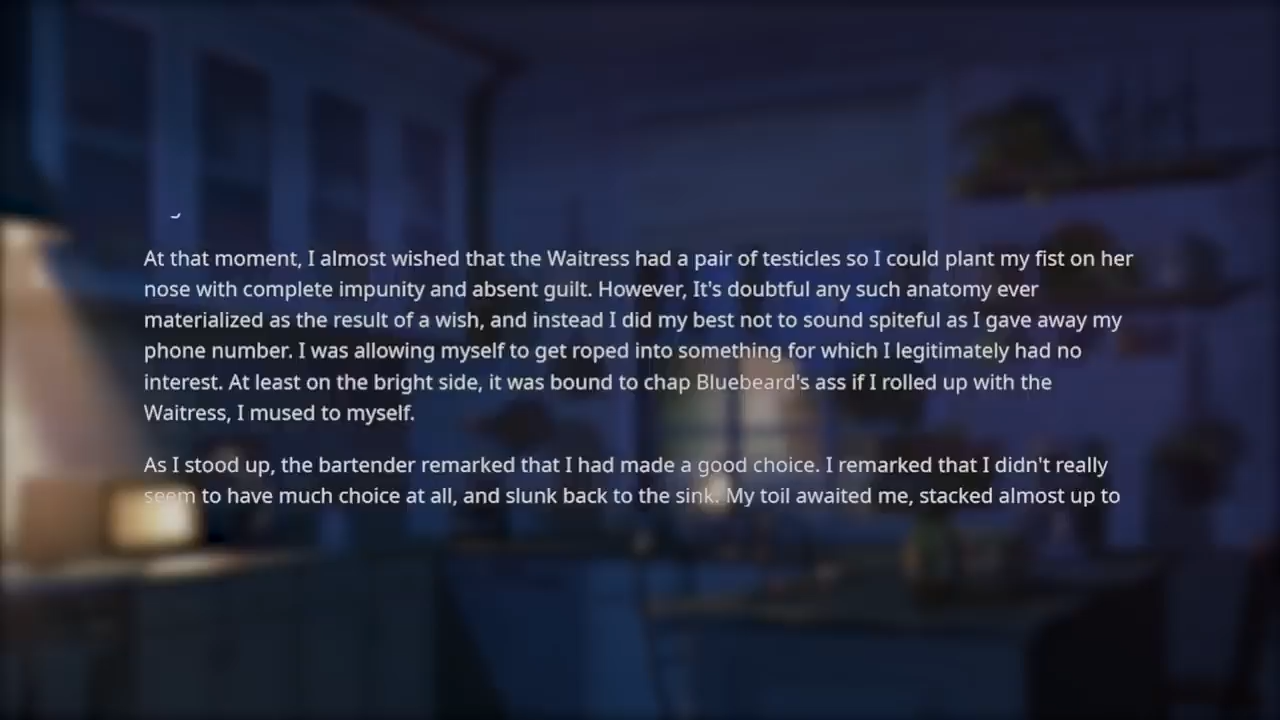 At that moment, I almost wished that the Waitress had a pair of testicles so I could plant my fist on her
nose with complete impunity and absent guilt. However, It's doubtful any such anatomy ever
materialized as the result of a wish, and instead I did my best not to sound spiteful as I gave away my
phone number. I was allowing myself to get roped into something for which I legitimately had no
interest. At least on the bright side, it was bound to chap Bluebeard's ass if I rolled up with the
Waitress, I mused to myself.
As I stood up, the bartender remarked that I had made a good choice. I remarked that I didn't really
seem to have much choice at all, and slunk back to the sink. My toil awaited me, stacked almost up to